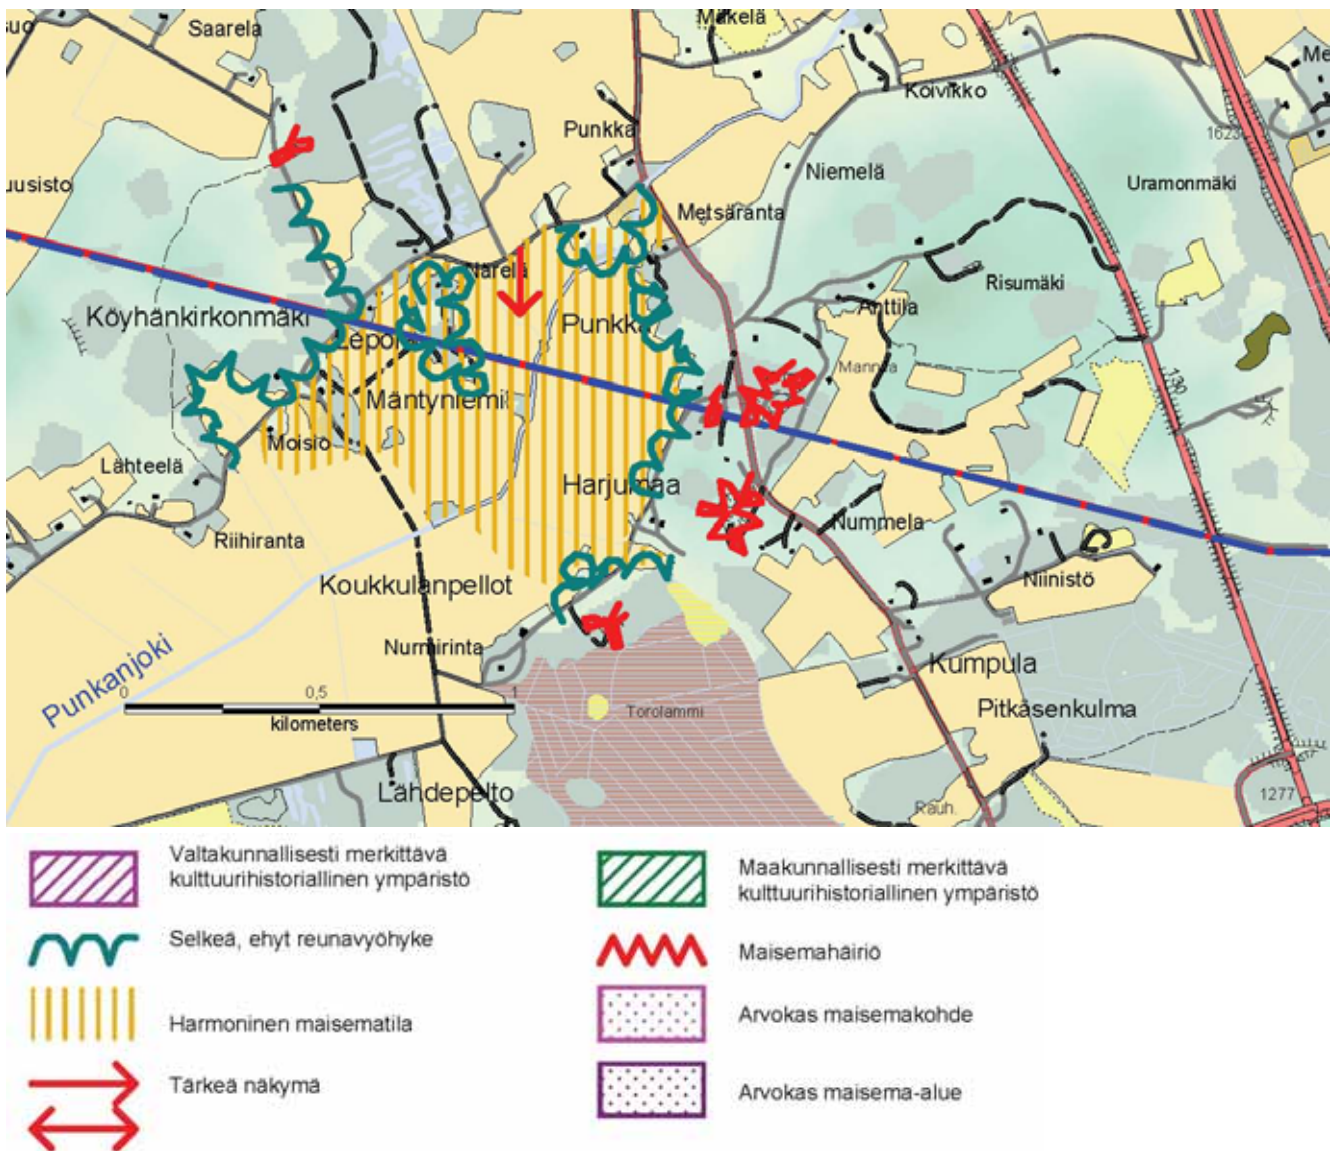 Mäkelä
Saarela
suo
Me
Koivikko
Punkka
1623
Niemelä
uusisto
Uramonmäki
Metsäranta
Närelä
Risumäki
Anttila
Köyhänkirkonmäki
Punkka
130
Mäntyniemi
Moisio
Lähteelä
Harjumaa
Nummela
Riihiranta
Niinistö
Koukkulanpellot
Nurmirinta
Kumpula
Punkanjoki
0 0,5 1
kilometers
Torolammi
Pitkäsenkulma
Lähdepelto
Rauh.
1277
Valtakunnallisesti merkittävä
kulttuurihistoriallinen ympäristö
Maakunnallisesti merkittävä
kulttuurihistoriallinen ympäristö
Selkeä, ehyt reunavyöhyke
Maisemahäiriö
Harmoninen maisematila
Arvokas maisemakohde
Tärkeä näkymä
Arvokas maisema-alue